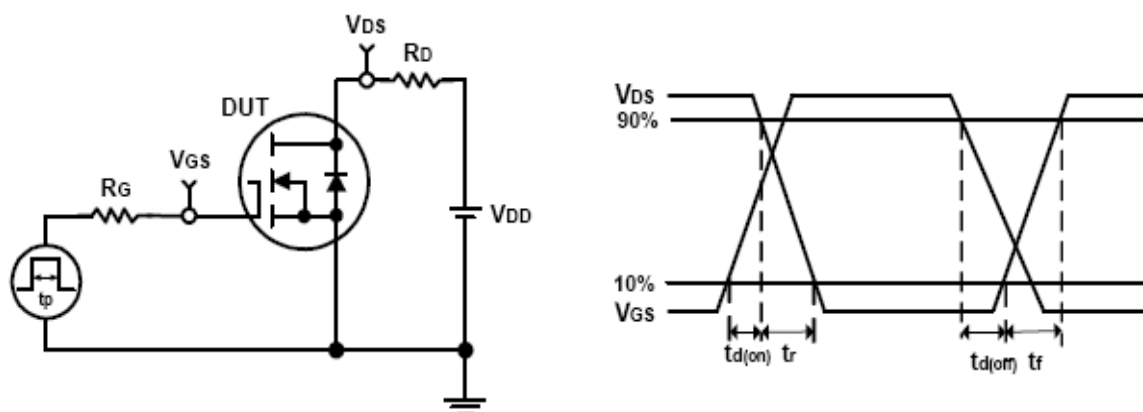 VDS
RD
DUT
VGS
RG
VDD
tp
VDS
90%
10%
VGS
td(on) tr
td(off) tf